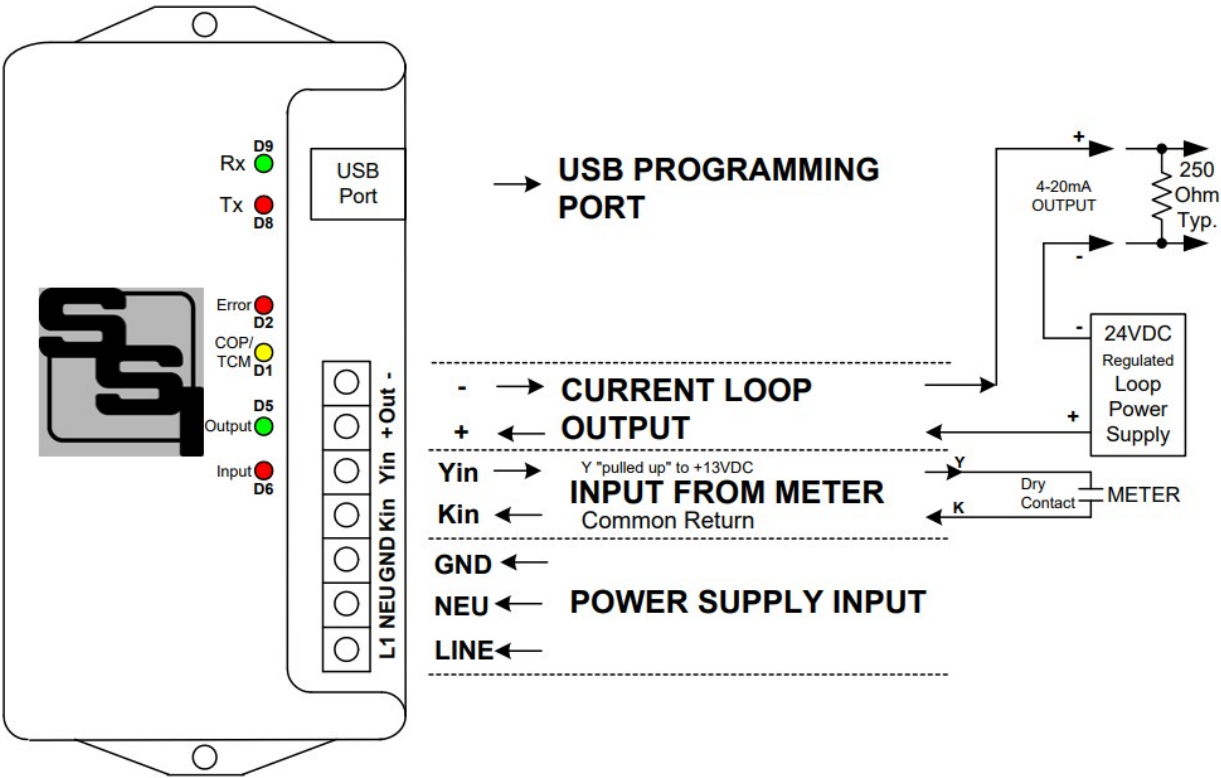 D9
Rx
Tx
D8
USB
Port
USB PROGRAMMING
PORT
+
4-20mA
OUTPUT
-
250
Ohm
Typ.
SSI
Error
D2
COP/
TCM
D1
D5
Output
Input
D6
+Out -
Yin
Kin
GND
NEU
L1
-
+
CURRENT LOOP
OUTPUT
-
24VDC
Regulated
Loop
Power
Supply
+
Yin
Kin
Y "pulled up" to +13VDC
INPUT FROM METER
Common Return
Y
K
Dry
Contact
METER
GND
NEU
LINE
POWER SUPPLY INPUT